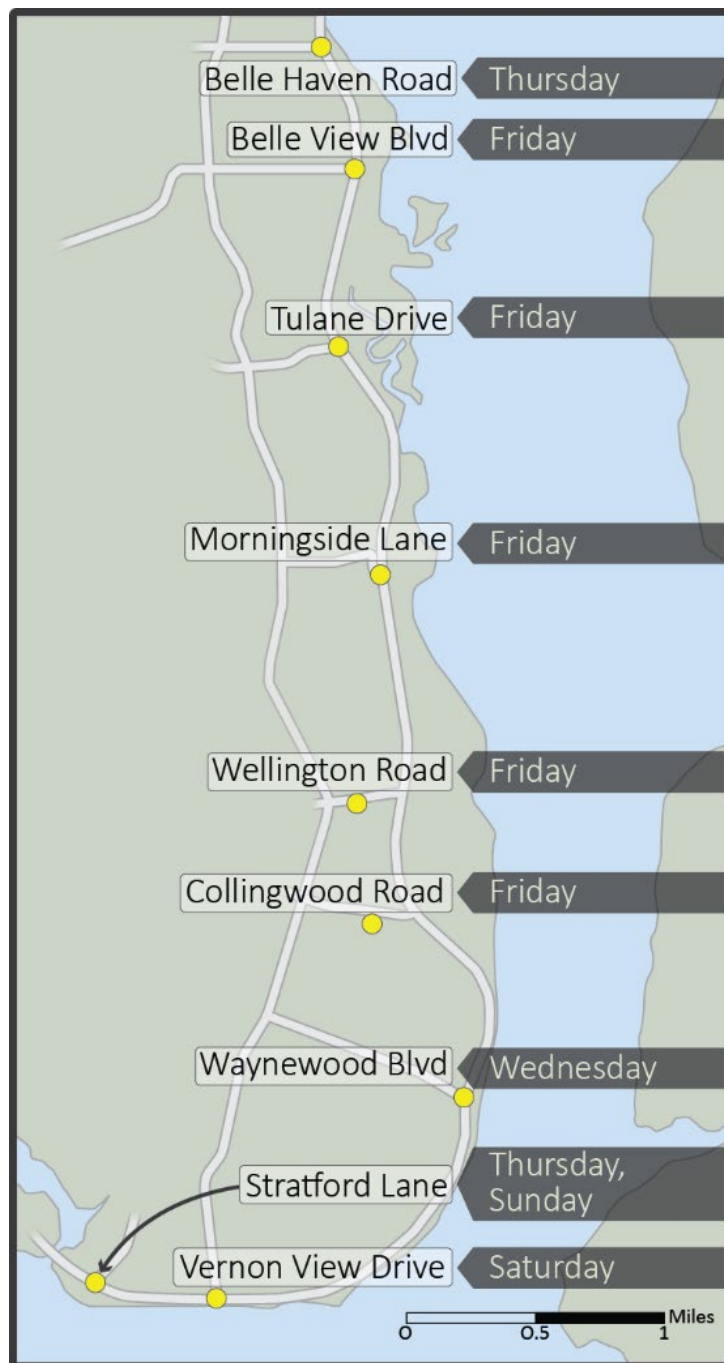 Belle Haven Road Thursday
Belle View Blvd Friday
Tulane Drive Friday
Morningside Lane Friday
Wellington Road Friday
Collingwood Road Friday
Waynewood Blvd Wednesday
Stratford Lane Thursday,
Sunday
Vernon View Drive Saturday
Miles
0 0.5 1